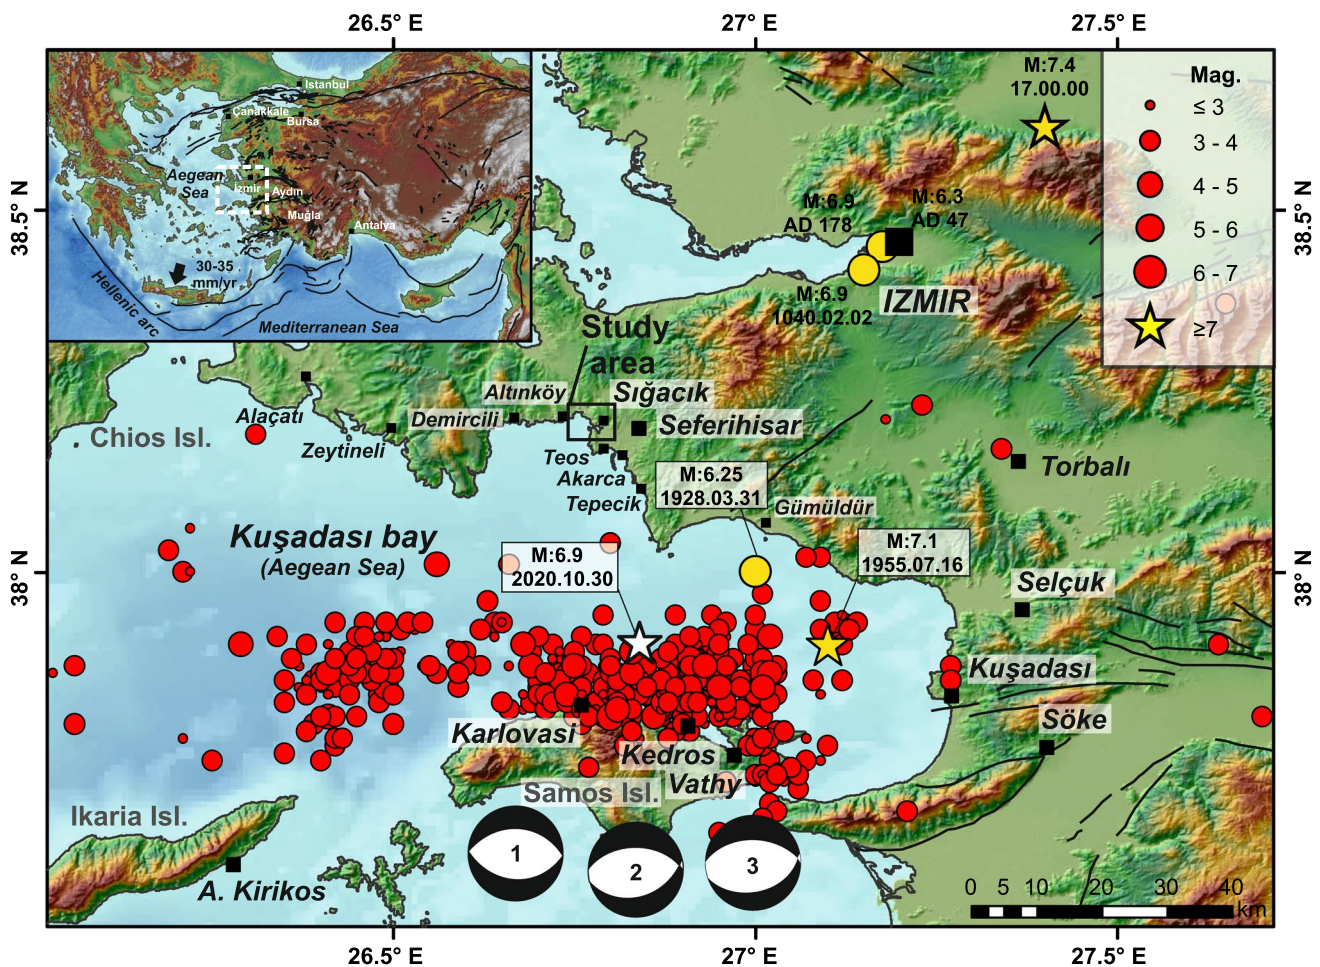 26.5° E
27° E
27.5° E
38.5° N
38° N
Istanbul
Çanakkale
Bursa
Aegean
Sea
Izmir
Aydın
Muğla
Antalya
30-35
mm/yr
Hellenic arc
Mediterranean Sea
M:7.4
17.00.00
Mag.
≤ 3
3 - 4
4 - 5
5 - 6
6 - 7
≥7
M:6.9
AD 178
M:6.3
AD 47
M:6.9
1040.02.02
IZMIR
Study
area
Altınköy
Sığacık
Alaçatı
Demircili
Seferihisar
Chios Isl.
Zeytineli
Teos
Akarca
Tepecik
M:6.25
1928.03.31
Torbalı
Gümüldür
Kuşadası bay
(Aegean Sea)
M:6.9
2020.10.30
M:7.1
1955.07.16
Selçuk
Kuşadası
Söke
Karlovasi
Kedros
Vathy
Samos Isl.
Ikaria Isl.
A. Kirikos
1
2
3
0 5 10 20 30 40
km
38.5° N
38° N
26.5° E
27° E
27.5° E